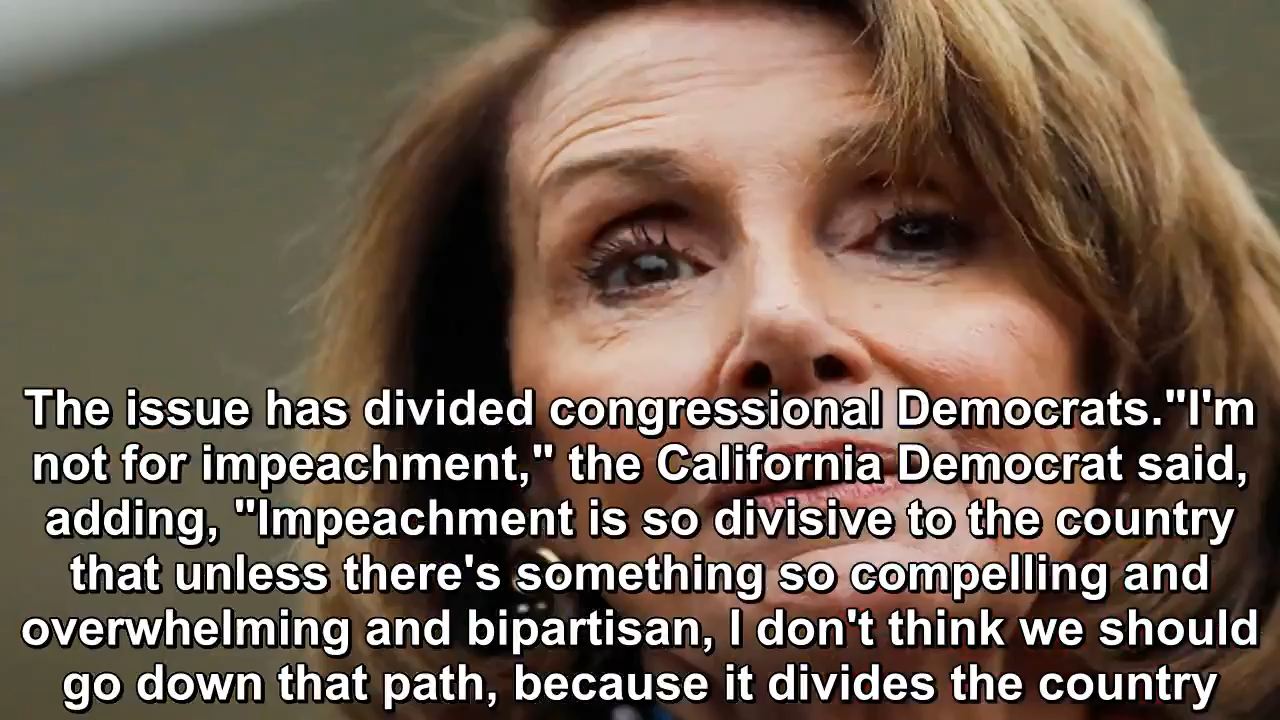 The issue has divided congressional Democrats."I'm
not for impeachment," the California Democrat said,
adding, "Impeachment is so divisive to the country
that unless there's something so compelling and
overwhelming and bipartisan, I don't think we should
go down that path, because it divides the country